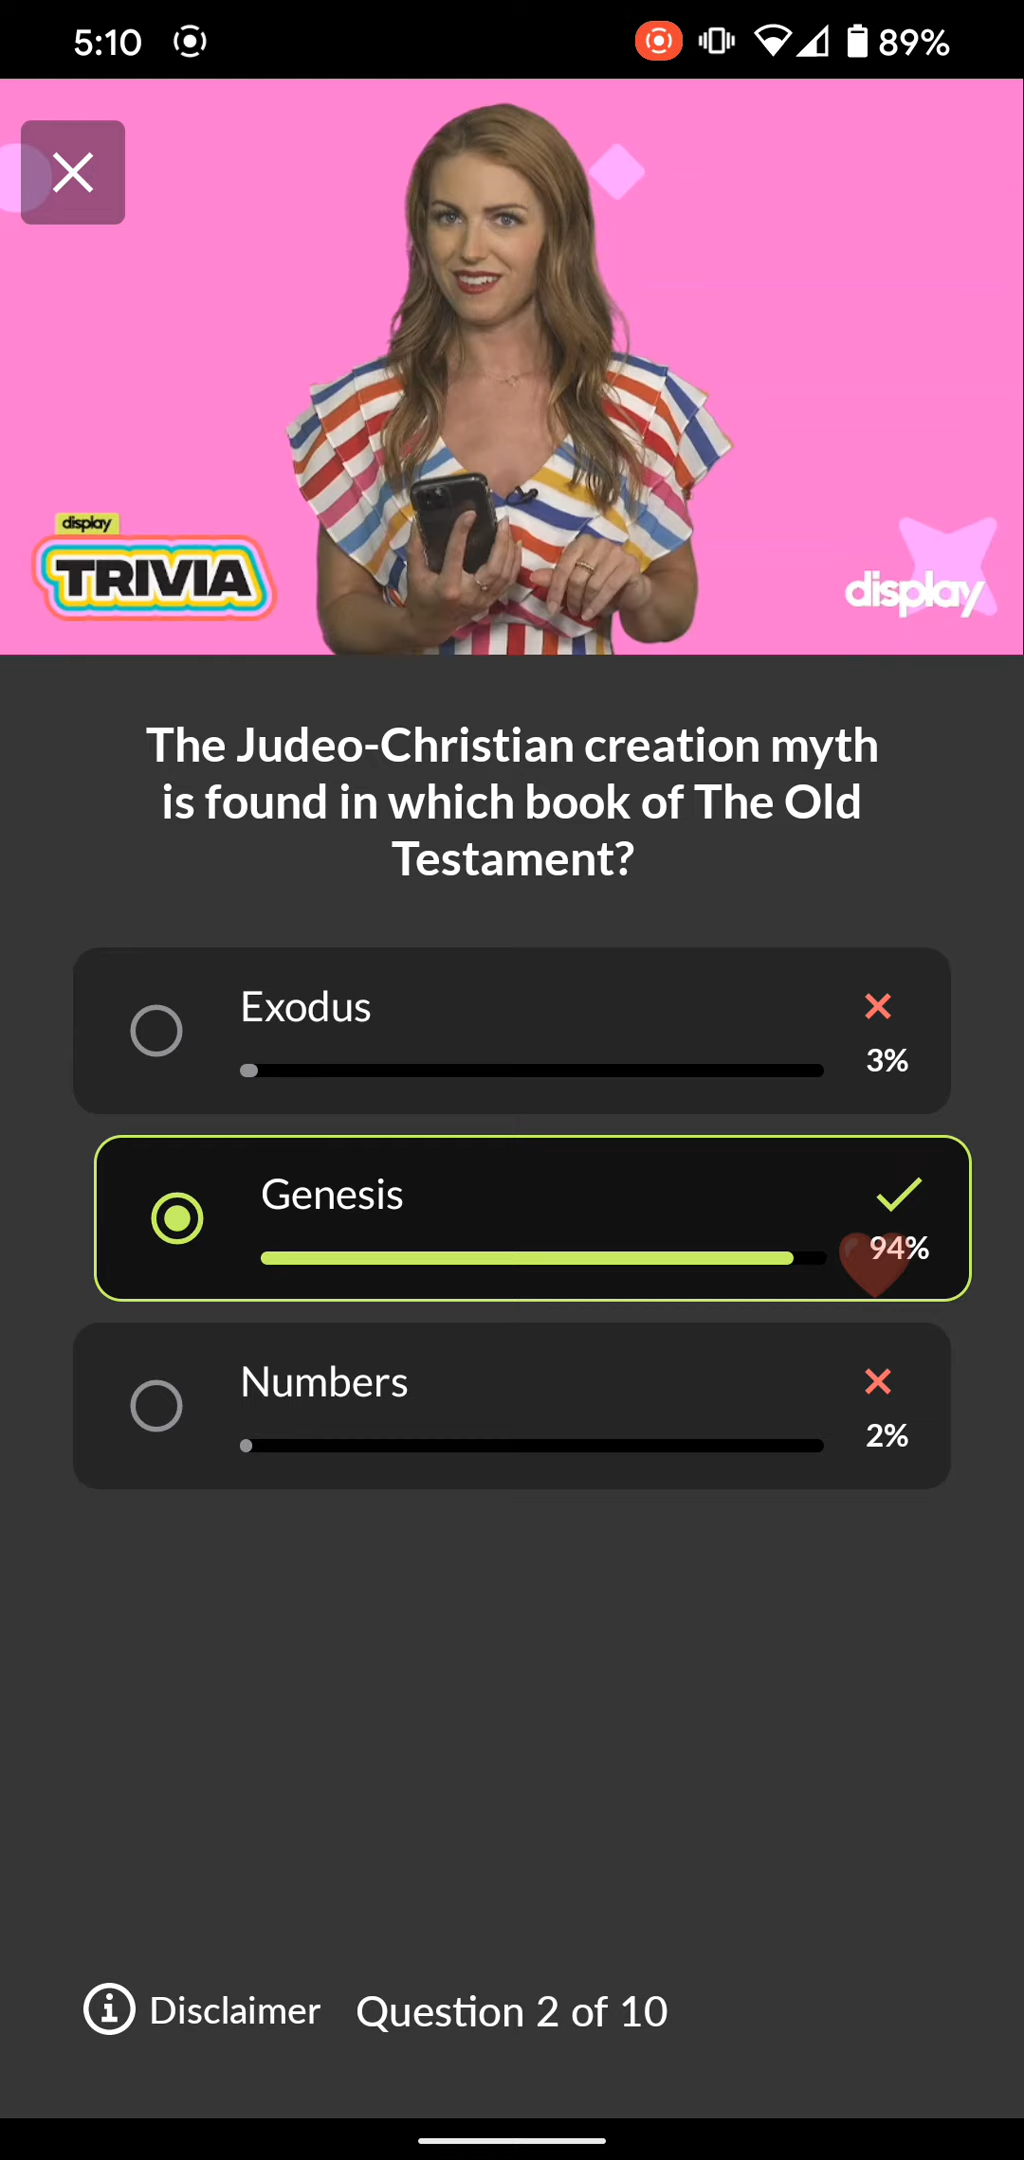 5:10
89%
display
TRIVIA
display
The Judeo-Christian creation myth
is found in which book of The Old
Testament?
Exodus
3%
Genesis
94%
Numbers
2%
Disclaimer Question 2 of 10